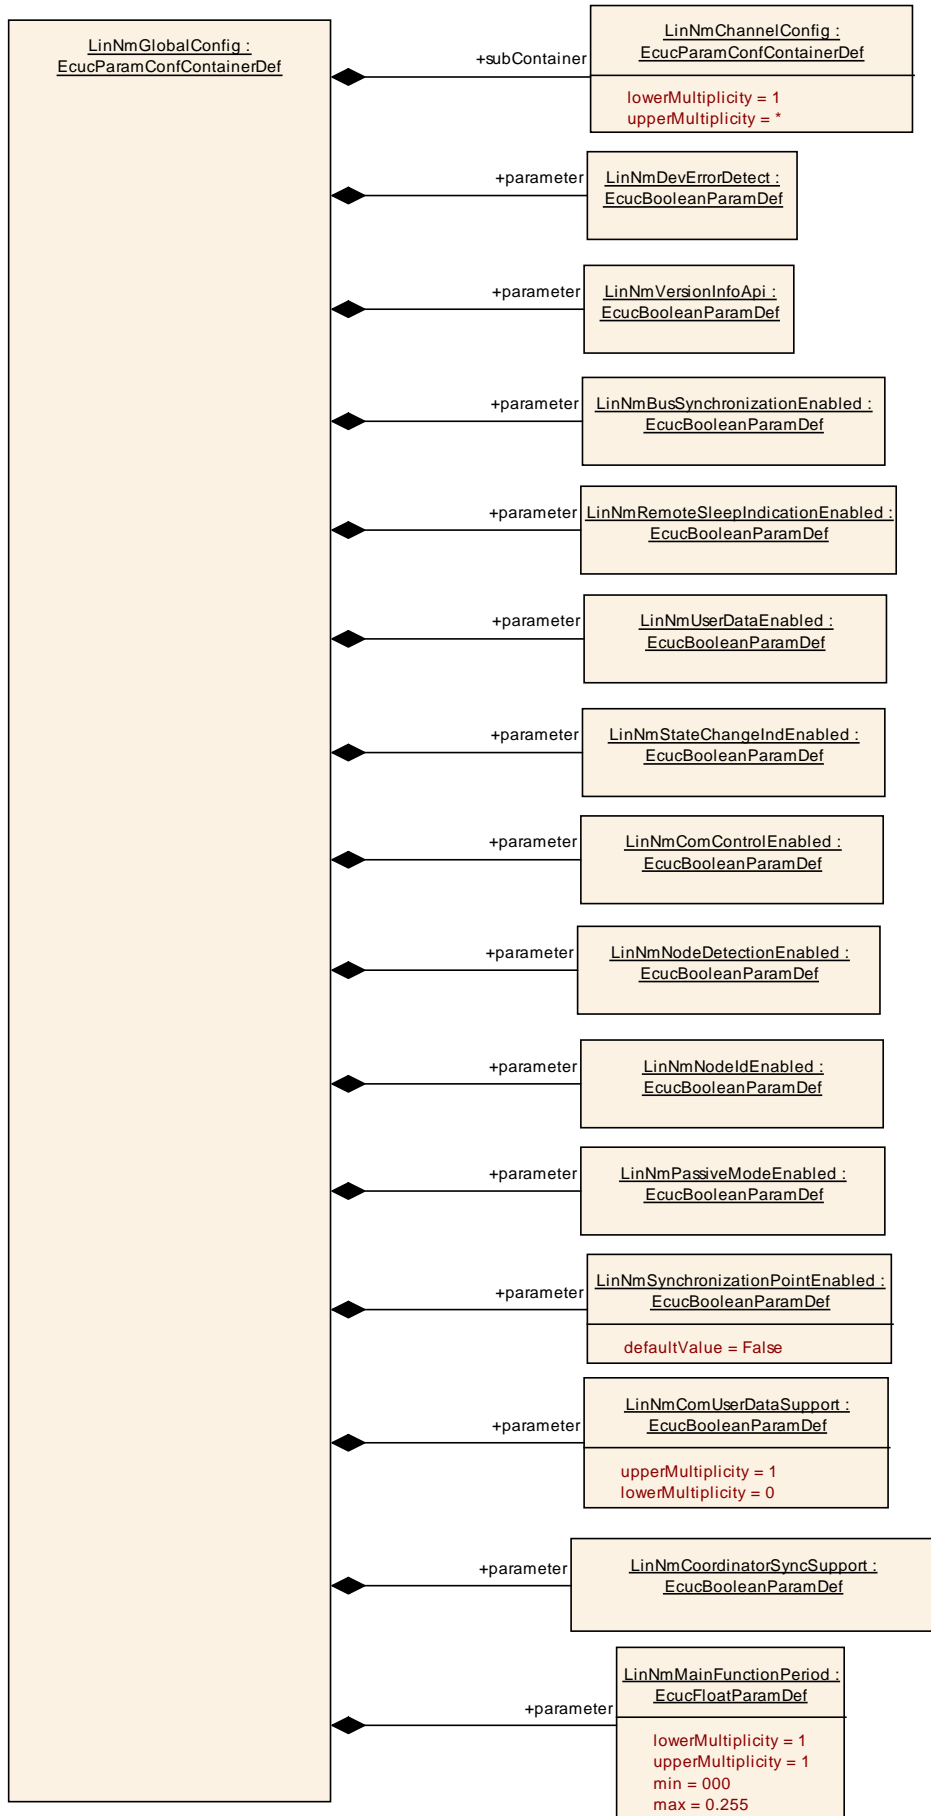 LinNmGlobalConfig :
EcucParamConfContainerDef
+subContainer
LinNmChannelConfig :
EcucParamConfContainerDef
lowerMultiplicity = 1
upperMultiplicity = *
+parameter
LinNmDevErrorDetect :
EcucBooleanParamDef
+parameter
LinNmVersionInfoApi :
EcucBooleanParamDef
+parameter
LinNmBusSynchronizationEnabled :
EcucBooleanParamDef
+parameter
LinNmRemoteSleepIndicationEnabled :
EcucBooleanParamDef
+parameter
LinNmUserDataEnabled :
EcucBooleanParamDef
+parameter
LinNmStateChangeIndEnabled :
EcucBooleanParamDef
+parameter
LinNmComControlEnabled :
EcucBooleanParamDef
+parameter
LinNmNodeDetectionEnabled :
EcucBooleanParamDef
+parameter
LinNmNodeIdEnabled :
EcucBooleanParamDef
+parameter
LinNmPassiveModeEnabled :
EcucBooleanParamDef
+parameter
LinNmSynchronizationPointEnabled :
EcucBooleanParamDef
defaultValue = False
+parameter
LinNmComUserDataSupport :
EcucBooleanParamDef
upperMultiplicity = 1
lowerMultiplicity = 0
+parameter
LinNmCoordinatorSyncSupport :
EcucBooleanParamDef
+parameter
LinNmMainFunctionPeriod :
EcucFloatParamDef
lowerMultiplicity = 1
upperMultiplicity = 1
min = 000
max = 0.255